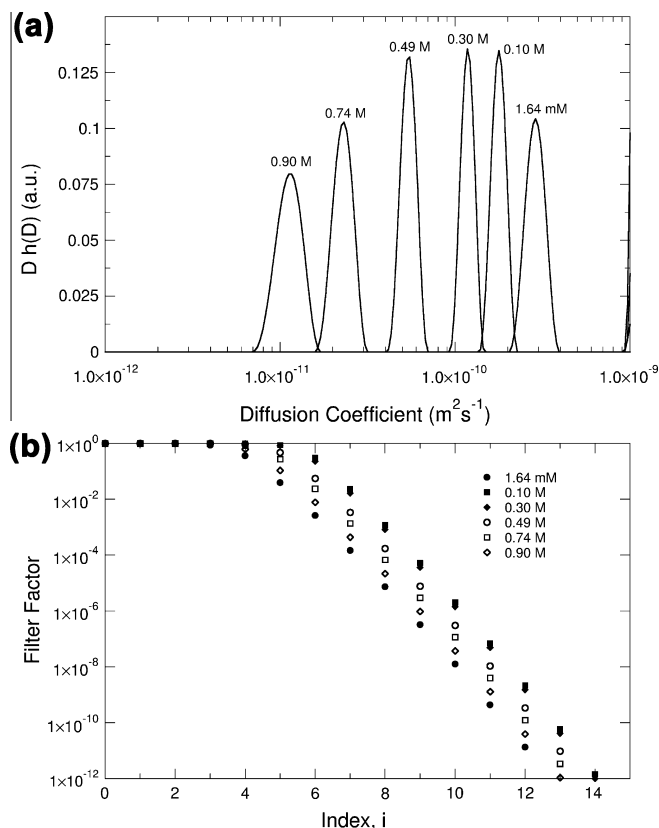 (a)
0.49 M
0.30 M
0.10 M
0.74 M
1.64 mM
0.90 M
0.125
0.1
0.075
0.05
0.025
0
D h(D) (a.u.)
1.0×10⁻¹² 1.0×10⁻¹¹ 1.0×10⁻¹⁰ 1.0×10⁻⁹
Diffusion Coefficient (m²s⁻¹)
(b)
1×10⁰
1×10⁻²
1×10⁻⁴
1×10⁻⁶
1×10⁻⁸
1×10⁻¹⁰
1×10⁻¹²
Filter Factor
1.64 mM
0.10 M
0.30 M
0.49 M
0.74 M
0.90 M
0 2 4 6 8 10 12 14
Index, i